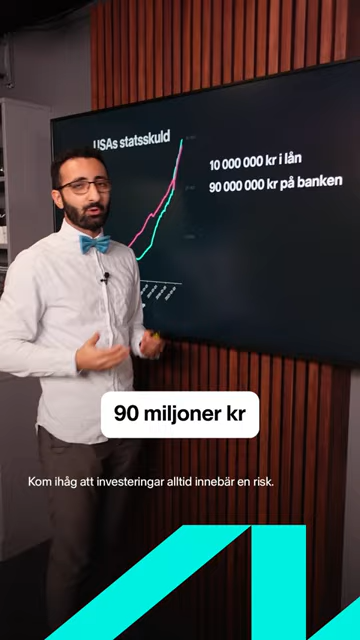 USAs statsskuld
10 000 000 kr i lån
90 000 000 kr på banken
90 miljoner kr
Kom ihåg att investeringar alltid innebär en risk.